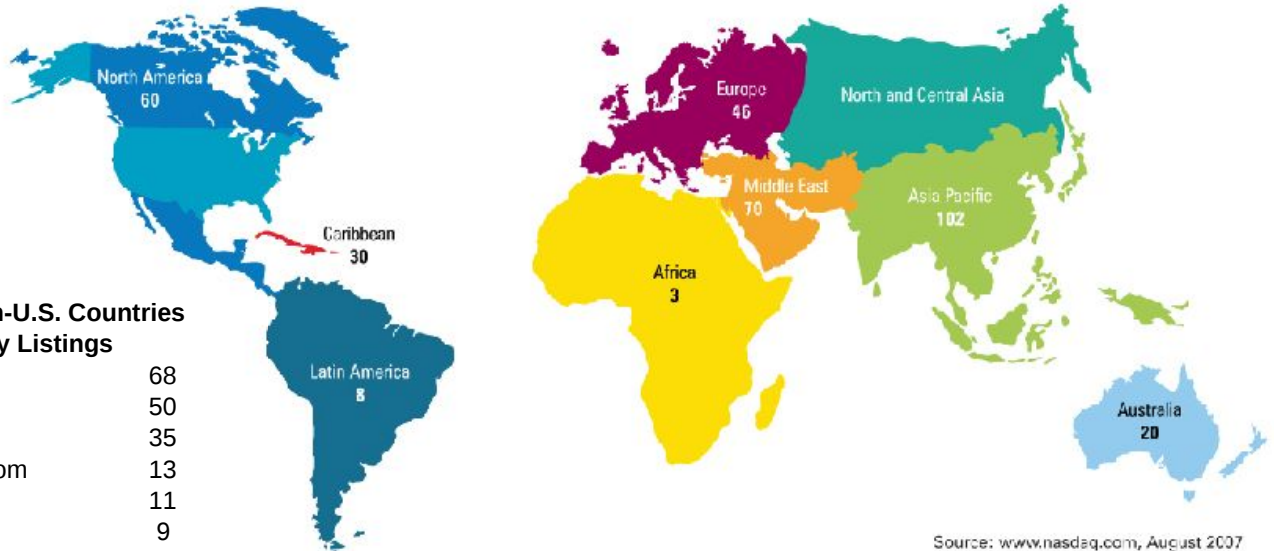 North America
60
Europe
46
North and Central Asia
Middle East
70
Asia Pacific
102
Caribbean
30
Africa
3
n-U.S. Countries
y Listings
Latin America
8
68
50
35
om 13
11
9
Australia
20
Source: www.nasdaq.com, August 2007